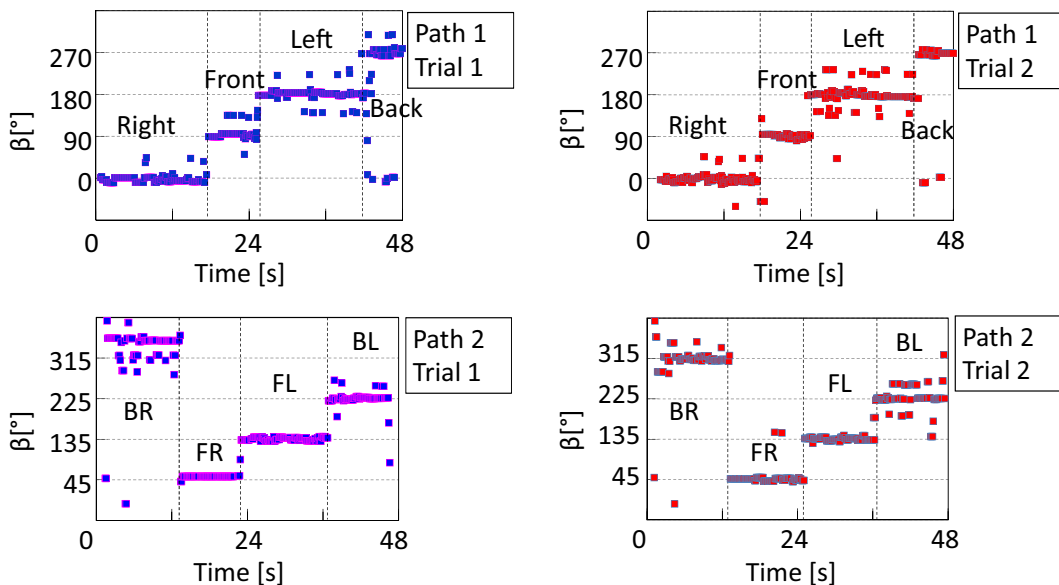 270
180
90
0
β[°]
Right
Front
Left
Back
Path 1
Trial 1
0
24
48
Time [s]
270
180
90
0
β[°]
Right
Front
Left
Back
Path 1
Trial 2
0
24
48
Time [s]
315
225
135
45
β[°]
BR
FR
FL
BL
Path 2
Trial 1
0
24
48
Time [s]
315
225
135
45
β[°]
BR
FR
FL
BL
Path 2
Trial 2
0
24
48
Time [s]